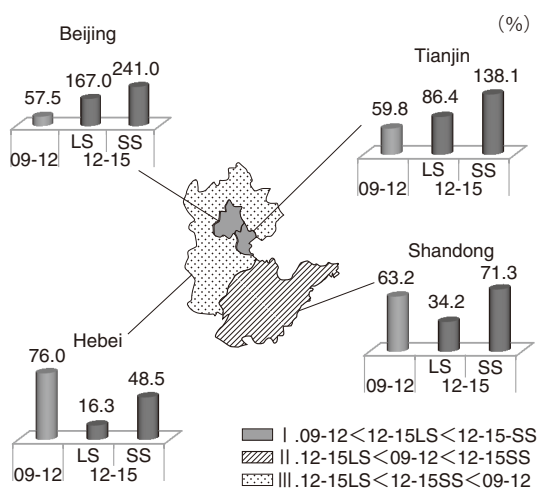 (%)
Beijing
57.5 167.0 241.0
LS SS
09-12 12-15
Tianjin
59.8 86.4 138.1
LS SS
09-12 12-15
Shandong
63.2 34.2 71.3
LS SS
09-12 12-15
Hebei
76.0 16.3 48.5
LS SS
09-12 12-15
Ⅰ.09-12＜12-15LS＜12-15-SS
Ⅱ.12-15LS＜09-12＜12-15SS
Ⅲ.12-15LS＜12-15SS＜09-12